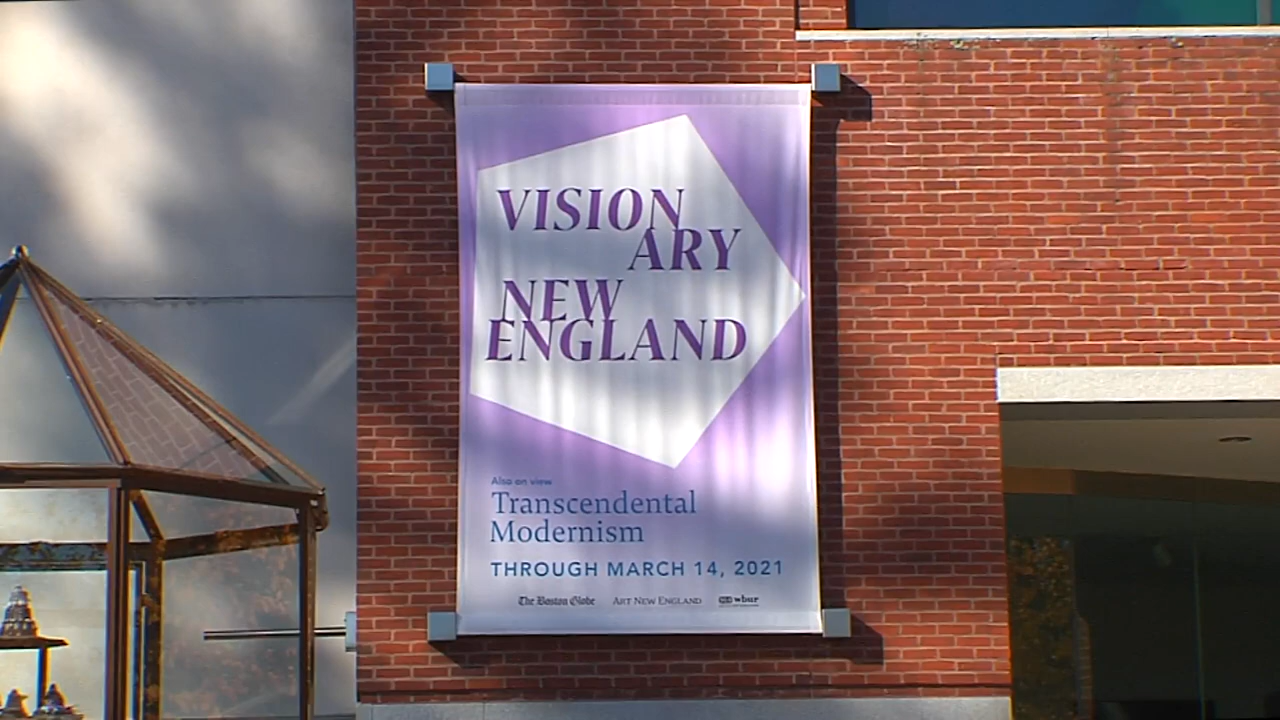 VISION
ARY
NEW
ENGLAND
Also on view
Transcendental
Modernism
THROUGH MARCH 14, 2021
The Boston Globe ART NEW ENGLAND wbur